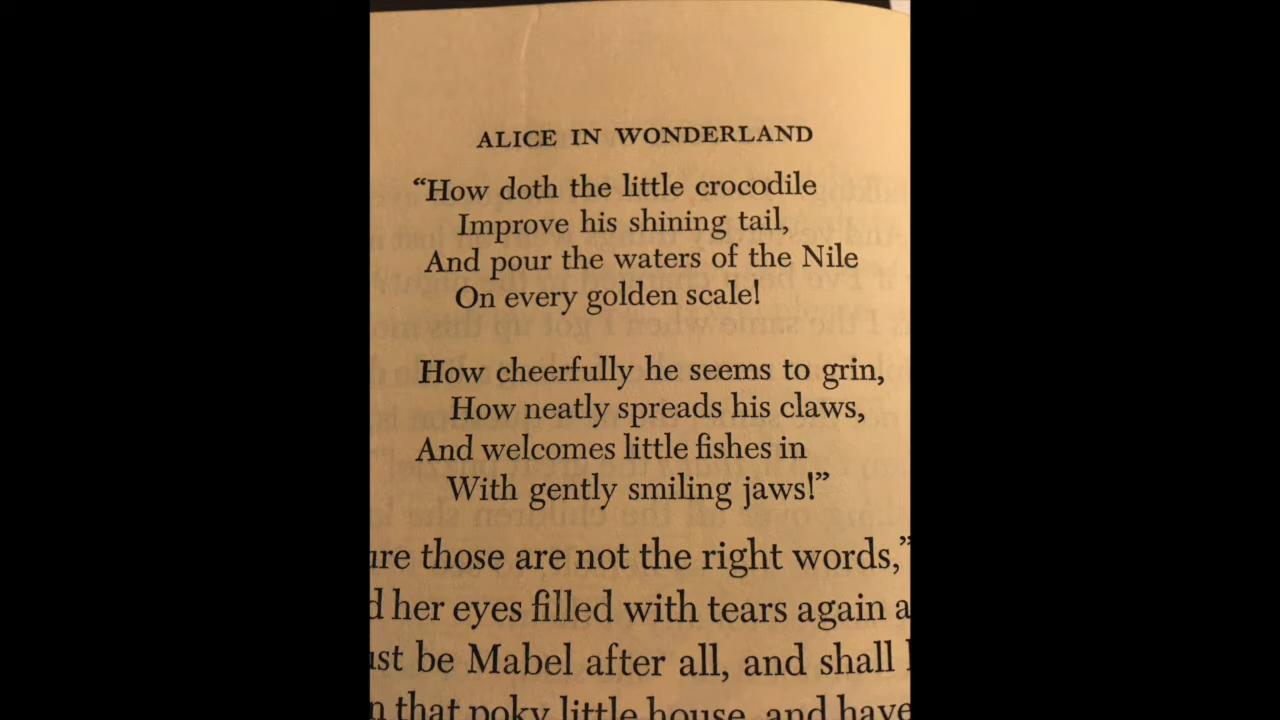 ALICE IN WONDERLAND
“How doth the little crocodile
Improve his shining tail,
And pour the waters of the Nile
On every golden scale!
How cheerfully he seems to grin,
How neatly spreads his claws,
And welcomes little fishes in
With gently smiling jaws!”
those are not the right words,”
her eyes filled with tears again
be Mabel after all, and shall
that poky little house, and have